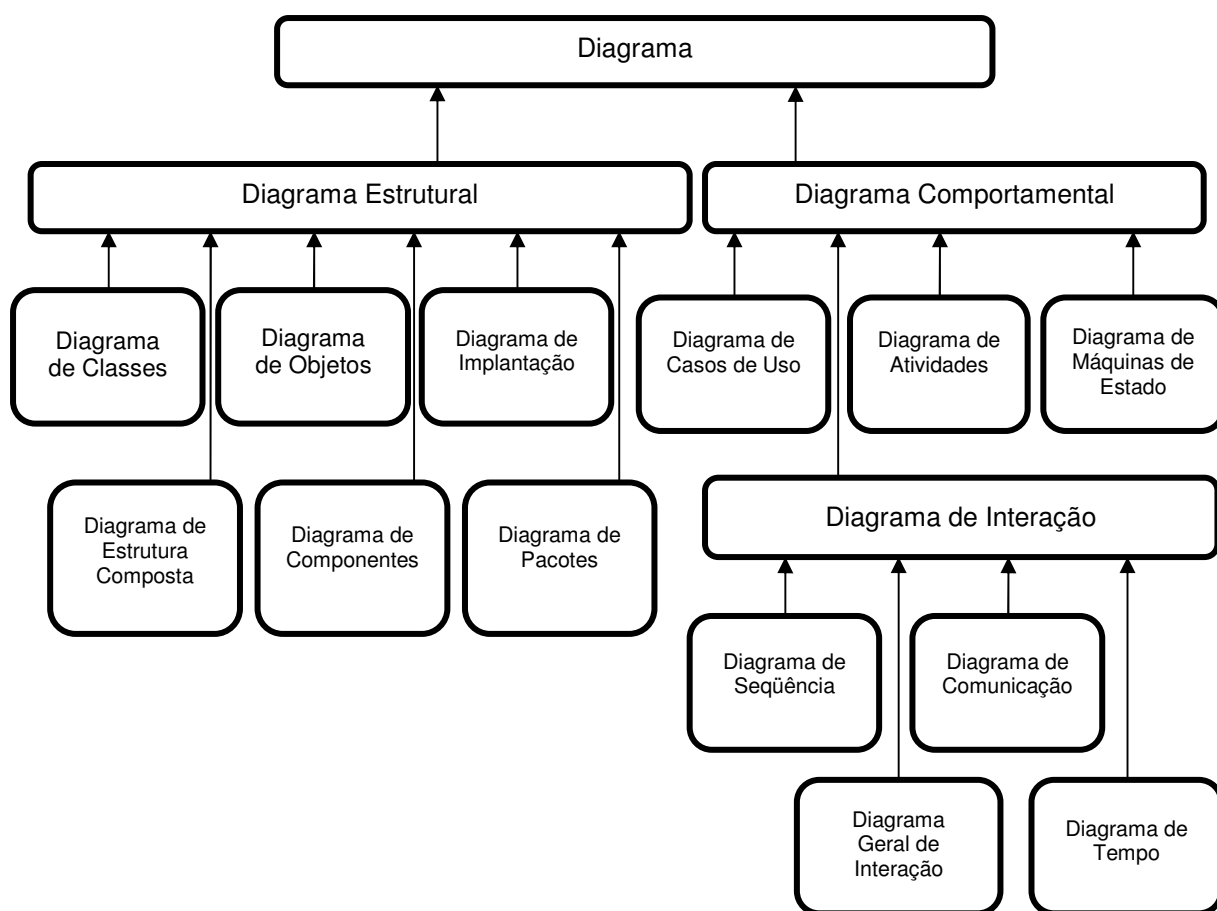 Diagrama
Diagrama Estrutural
Diagrama Comportamental
Diagrama
de Classes
Diagrama
de Objetos
Diagrama de
Implantação
Diagrama de
Casos de Uso
Diagrama de
Atividades
Diagrama de
Máquinas de
Estado
Diagrama de
Estrutura
Composta
Diagrama de
Componentes
Diagrama de
Pacotes
Diagrama de Interação
Diagrama de
Seqüência
Diagrama de
Comunicação
Diagrama
Geral de
Interação
Diagrama de
Tempo